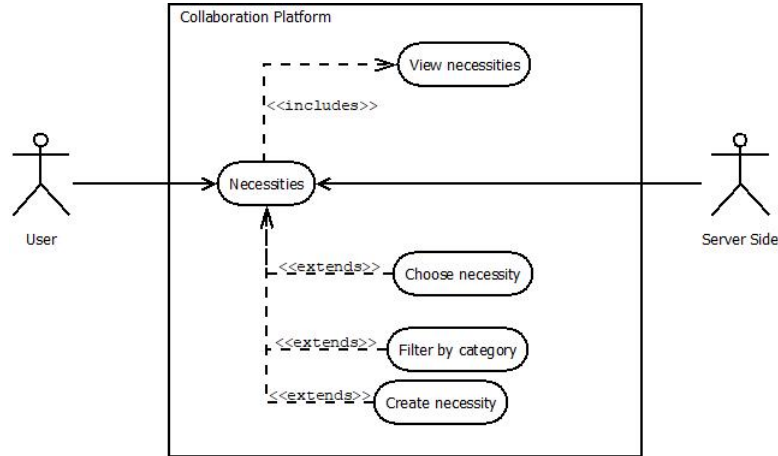 Collaboration Platform
View necessities
<<includes>>
Necessities
User
Server Side
<<extends>>
Choose necessity
<<extends>>
Filter by category
<<extends>>
Create necessity